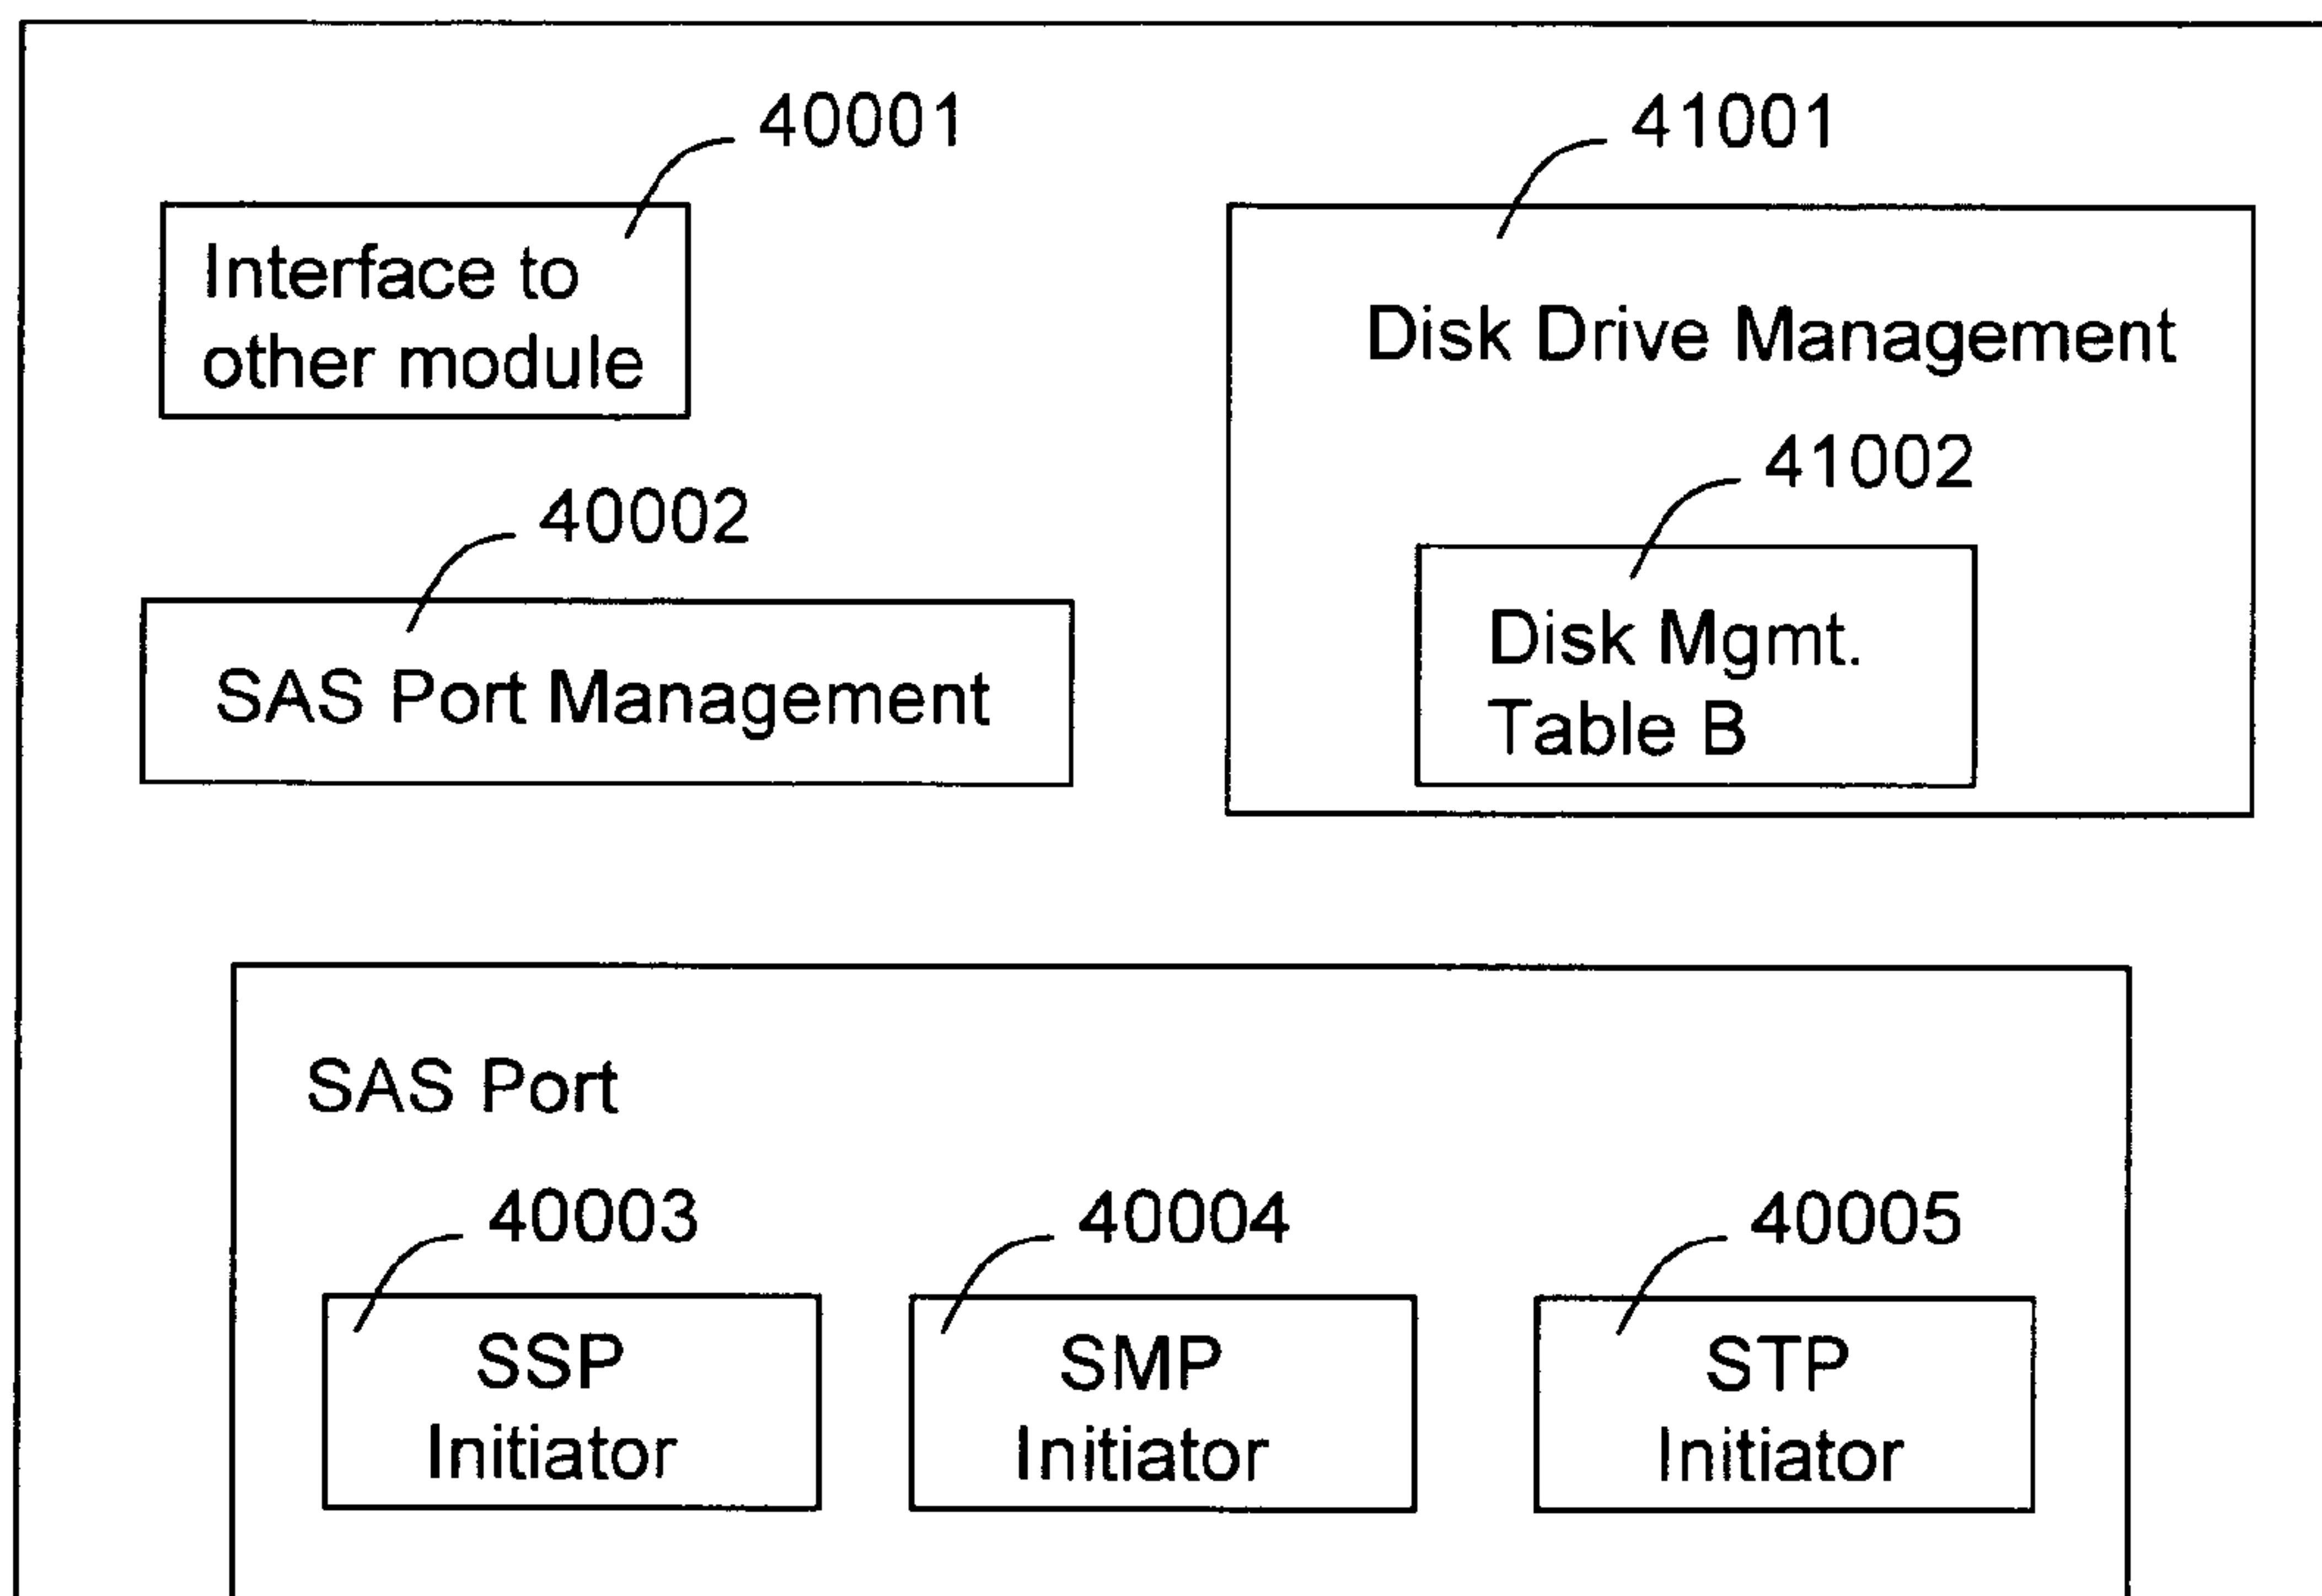 40001
Interface to
other module
41001
Disk Drive Management
41002
Disk Mgmt.
Table B
40002
SAS Port Management
SAS Port
40003
SSP
Initiator
40004
SMP
Initiator
40005
STP
Initiator